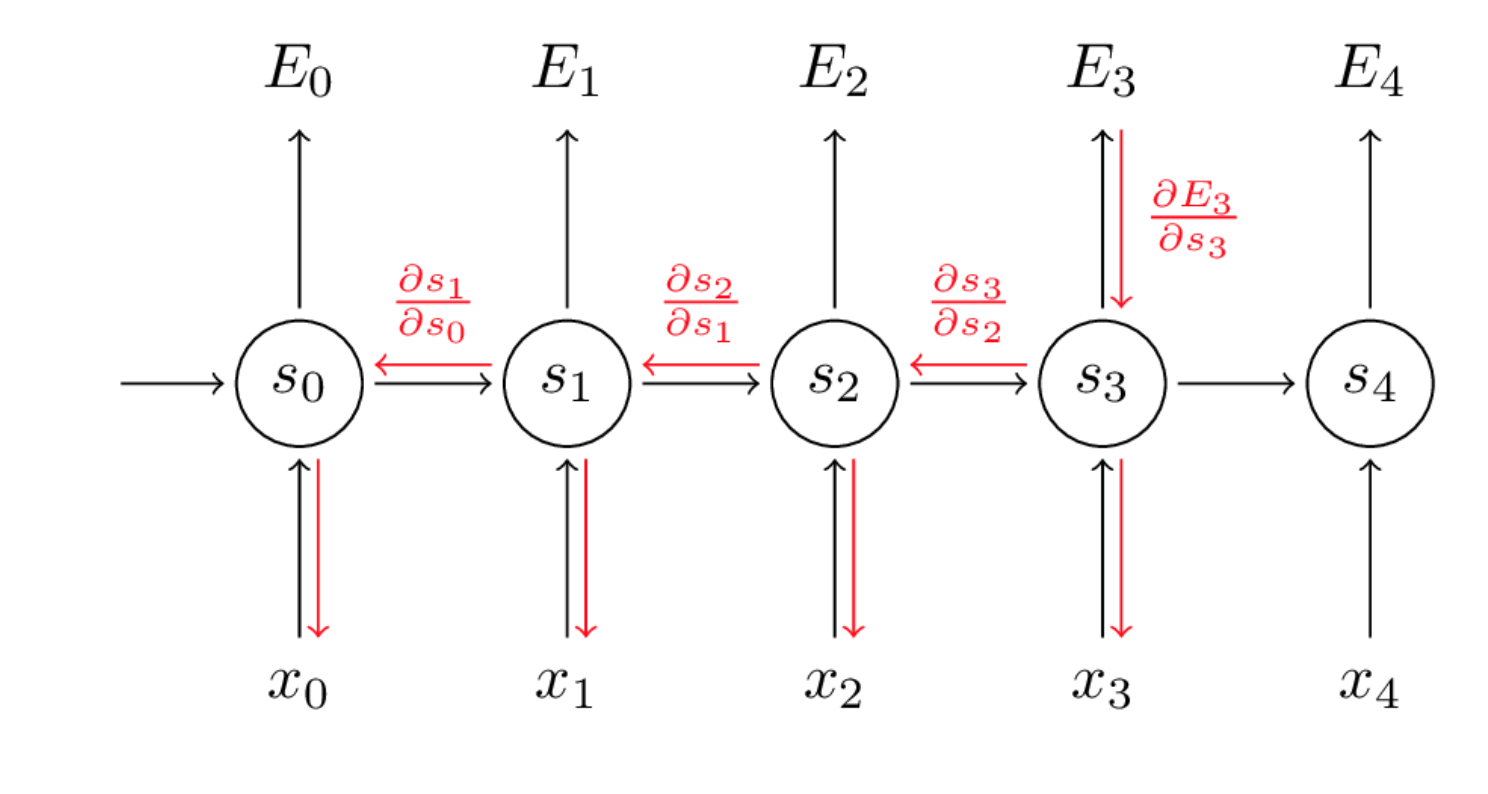 E₀ E₁ E₂ E₃ E₄
∂E₃/∂s₃
∂s₁/∂s₀ ∂s₂/∂s₁ ∂s₃/∂s₂
s₀ s₁ s₂ s₃ s₄
x₀ x₁ x₂ x₃ x₄